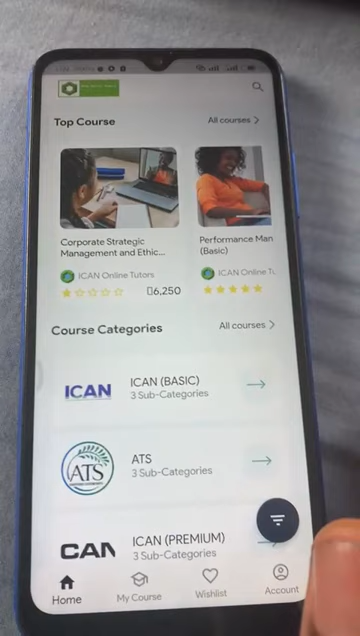 Top Course
All courses
Corporate Strategic
Management and Ethic...
Performance Man
(Basic)
ICAN Online Tutors
ICAN Online Tu
6,250
Course Categories
All courses
ICAN
ICAN (BASIC)
3 Sub-Categories
ATS
ATS
3 Sub-Categories
CAN
ICAN (PREMIUM)
3 Sub-Categories
Home
My Course
Wishlist
Account